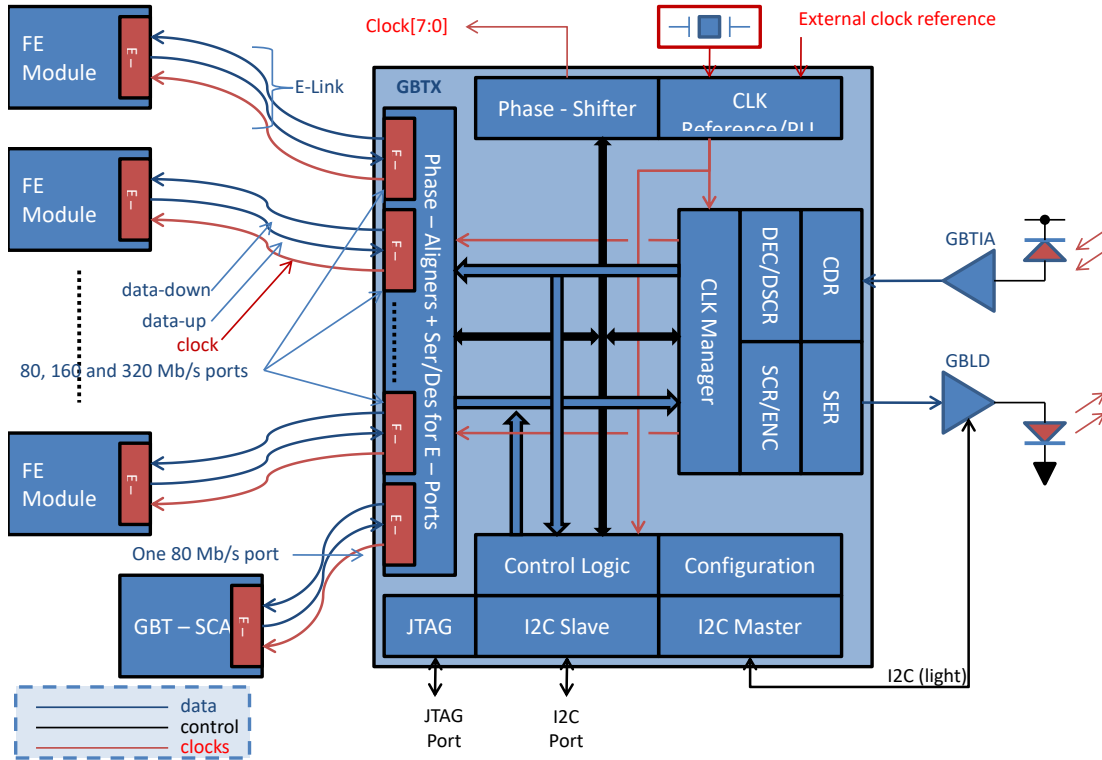 Clock[7:0]
External clock reference
FE
Module
E –
E-Link
GBTX
Phase - Shifter
CLK
Reference/PLL
E –
FE
Module
E –
E –
Phase – Aligners + Ser/Des for E – Ports
CLK Manager
DEC/DSCR
CDR
GBTIA
data-down
data-up
clock
80, 160 and 320 Mb/s ports
SCR/ENC
SER
GBLD
FE
Module
E –
E –
E –
One 80 Mb/s port
Control Logic
Configuration
GBT – SCA
E –
JTAG
I2C Slave
I2C Master
I2C (light)
data
control
clocks
JTAG
Port
I2C
Port